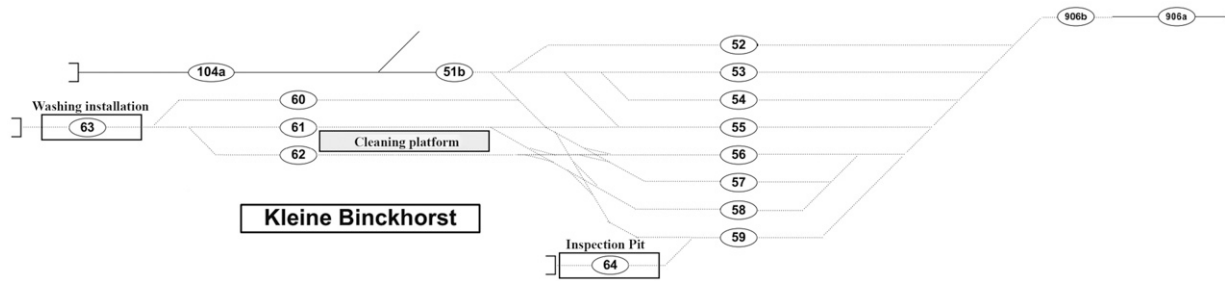 906b
906a
52
104a
51b
53
Washing installation
60
54
63
61
55
Cleaning platform
62
56
57
Kleine Binckhorst
58
59
Inspection Pit
64